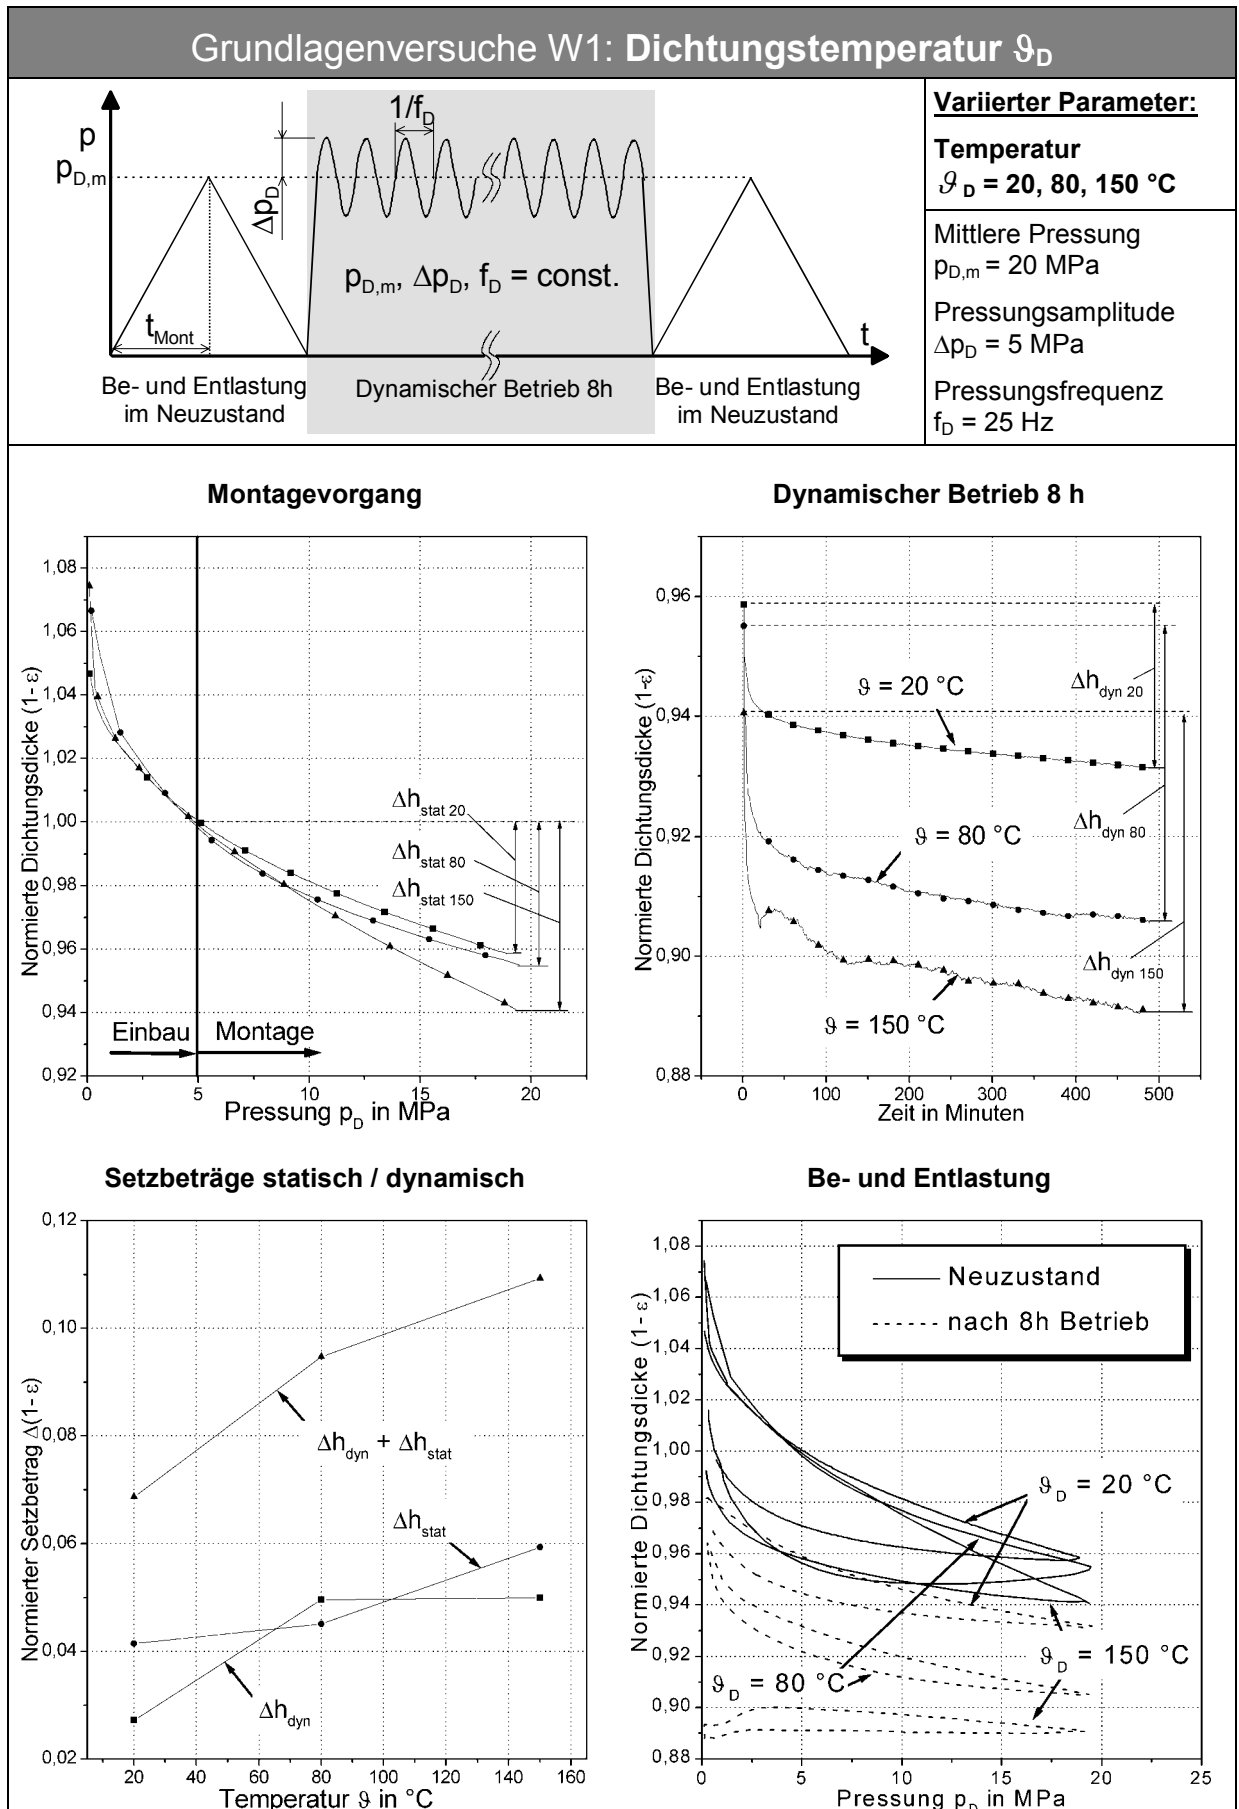 Grundlagenversuche W1: Dichtungstemperatur ϑD
p
pD,m
ΔpD
1/fD
pD,m, ΔpD, fD = const.
tMont
t
Be- und Entlastung
im Neuzustand
Dynamischer Betrieb 8h
Be- und Entlastung
im Neuzustand
Variierter Parameter:
Temperatur
ϑ D = 20, 80, 150 °C
Mittlere Pressung
pD,m = 20 MPa
Pressungsamplitude
ΔpD = 5 MPa
Pressungsfrequenz
fD = 25 Hz
Montagevorgang
Normierte Dichtungsdicke (1- ε)
1,08
1,06
1,04
1,02
1,00
0,98
0,96
0,94
0,92
Δhstat 20
Δhstat 80
Δhstat 150
Einbau
Montage
0
5
10
15
20
Pressung pD in MPa
Dynamischer Betrieb 8 h
Normierte Dichtungsdicke (1-ε)
0,96
0,94
0,92
0,90
0,88
ϑ = 20 °C
ϑ = 80 °C
ϑ = 150 °C
Δhdyn 20
Δhdyn 80
Δhdyn 150
0
100
200
300
400
500
Zeit in Minuten
Setzbeträge statisch / dynamisch
Normierter Setzbetrag Δ(1- ε)
0,12
0,10
0,08
0,06
0,04
0,02
Δhdyn + Δhstat
Δhstat
Δhdyn
20
40
60
80
100
120
140
160
Temperatur ϑ in °C
Be- und Entlastung
Normierte Dichtungsdicke (1- ε)
1,08
1,06
1,04
1,02
1,00
0,98
0,96
0,94
0,92
0,90
0,88
Neuzustand
nach 8h Betrieb
ϑD = 20 °C
ϑD = 150 °C
ϑD = 80 °C
0
5
10
15
20
25
Pressung pD in MPa